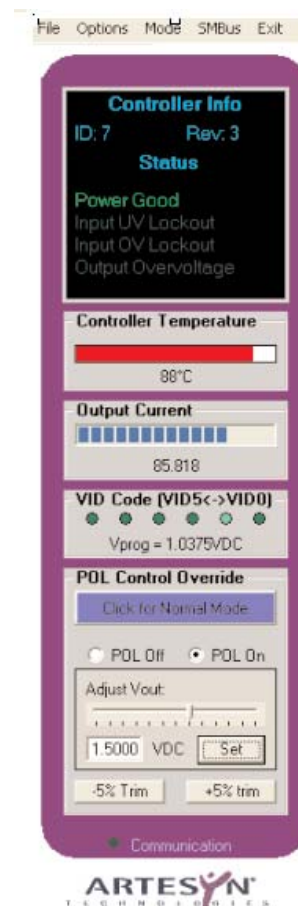 File Options Mode SMBus Exit
Controller Info
ID: 7 Rev: 3
Status
Power Good
Input UV Lockout
Input OV Lockout
Output Overvoltage
Controller Temperature
88°C
Output Current
85.818
VID Code (VID5<->VID0)
Vprog = 1.0375VDC
POL Control Override
Click for Normal Mode
POL Off POL On
Adjust Vout:
1.5000 VDC Set
-5% Trim +5% trim
Communication
ARTESYN
TECHNOLOGIES